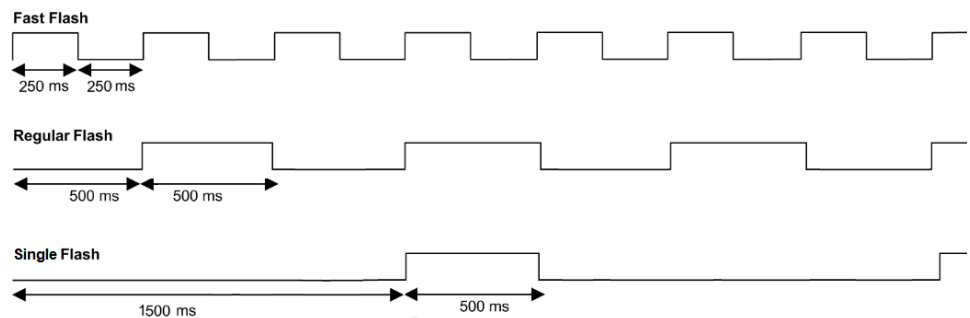 Fast Flash
250 ms 250 ms
Regular Flash
500 ms 500 ms
Single Flash
1500 ms 500 ms